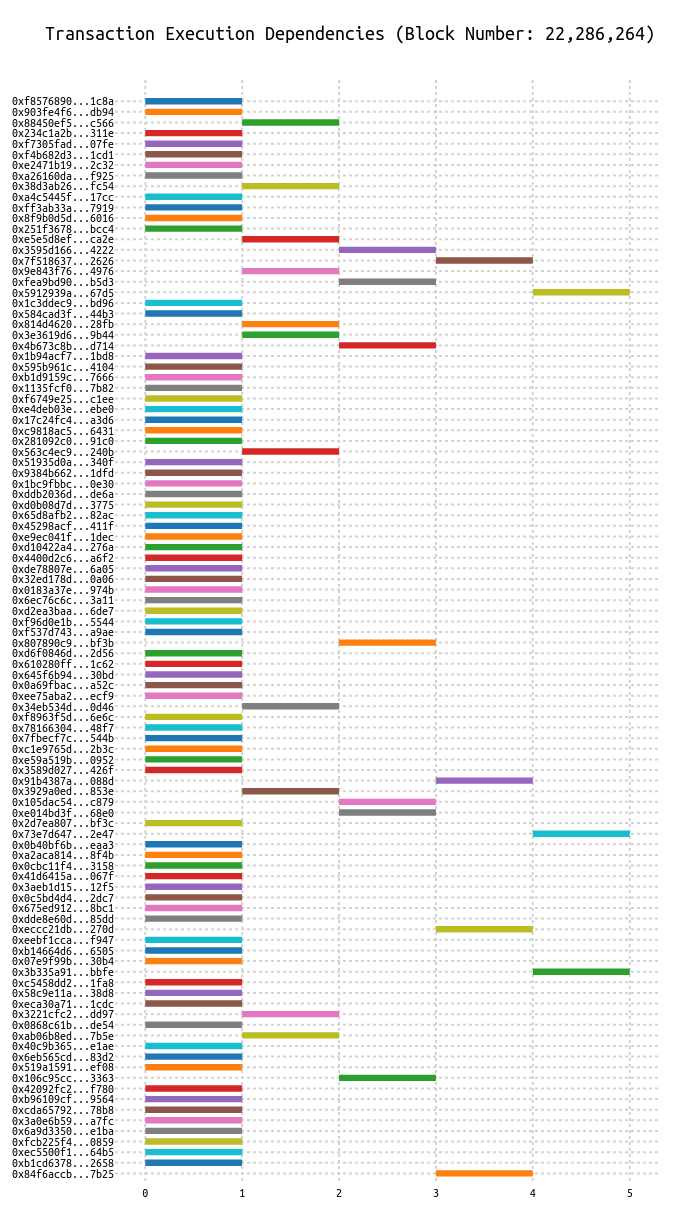 Transaction Execution Dependencies (Block Number: 22,286,264)
0xf8576890...1c8a
0x903fe4f6...db94
0x88450ef5...c566
0x234c1a2b...311e
0xf7305fad...07fe
0xf4b682d3...1cd1
0xe2471b19...2c32
0xa26160da...f925
0x38d3ab26...fc54
0xa4c5445f...17cc
0xff3ab33a...7919
0x8f9b0d5d...6016
0x251f3678...bcc4
0xe5e5d8ef...ca2e
0x3595d166...4222
0x7f518637...2626
0x9e843f76...4976
0xfea9bd90...b5d3
0x5912939a...67d5
0x1c3ddec9...bd96
0x584cad3f...44b3
0x814d4620...28fb
0x3e3619d6...9b44
0x4b673c8b...d714
0x1b94acf7...1bd8
0x595b961c...4104
0xb1d9159c...7666
0x1135fcf0...7b82
0xf6749e25...c1ee
0xe4deb03e...ebe0
0x17c24fc4...a3d6
0xc9818ac5...6431
0x281092c0...91c0
0x563c4ec9...240b
0x51935d0a...340f
0x9384b662...1dfd
0x1bc9fbbc...0e30
0xddb2036d...de6a
0xd0b08d7d...3775
0x65d8afb2...82ac
0x45298acf...411f
0xe9ec041f...1dec
0xd10422a4...276a
0x4400d2c6...a6f2
0xde78807e...6a05
0x32ed178d...0a06
0x0183a37e...974b
0x6ec76c6c...3a11
0xd2ea3baa...6de7
0xf96d0e1b...5544
0xf537d743...a9ae
0x807890c9...bf3b
0xd6f0846d...2d56
0x610280ff...1c62
0x645f6b94...30bd
0x0a69fbac...a52c
0xee75aba2...ecf9
0x34eb534d...0d46
0xf8963f5d...6e6c
0x78166304...48f7
0x7fbecf7c...544b
0xc1e9765d...2b3c
0xe59a519b...0952
0x3589d027...426f
0x91b4387a...088d
0x3929a0ed...853e
0x105dac54...c879
0xe014bd3f...68e0
0x2d7ea807...bf3c
0x73e7d647...2e47
0x0b40bf6b...eaa3
0xa2aca814...8f4b
0x0cbc11f4...3158
0x41d6415a...067f
0x3aeb1d15...12f5
0x0c5bd4d4...2dc7
0x675ed912...8bc1
0xdde8e60d...85dd
0xeccc21db...270d
0xeebf1cca...f947
0xb14664d6...6505
0x07e9f99b...30b4
0x3b335a91...bbfe
0xc5458dd2...1fa8
0x58c9e11a...38d8
0xeca30a71...1cdc
0x3221cfc2...dd97
0x0868c61b...de54
0xab06b8ed...7b5e
0x40c9b365...e1ae
0x6eb565cd...83d2
0x519a1591...ef08
0x106c95cc...3363
0x42092fc2...f780
0xb96109cf...9564
0xcda65792...78b8
0x3a0e6b59...a7fc
0x6a9d3350...e1ba
0xfcb225f4...0859
0xec5500f1...64b5
0xb1cd6378...2658
0x84f6accb...7b25
0 1 2 3 4 5